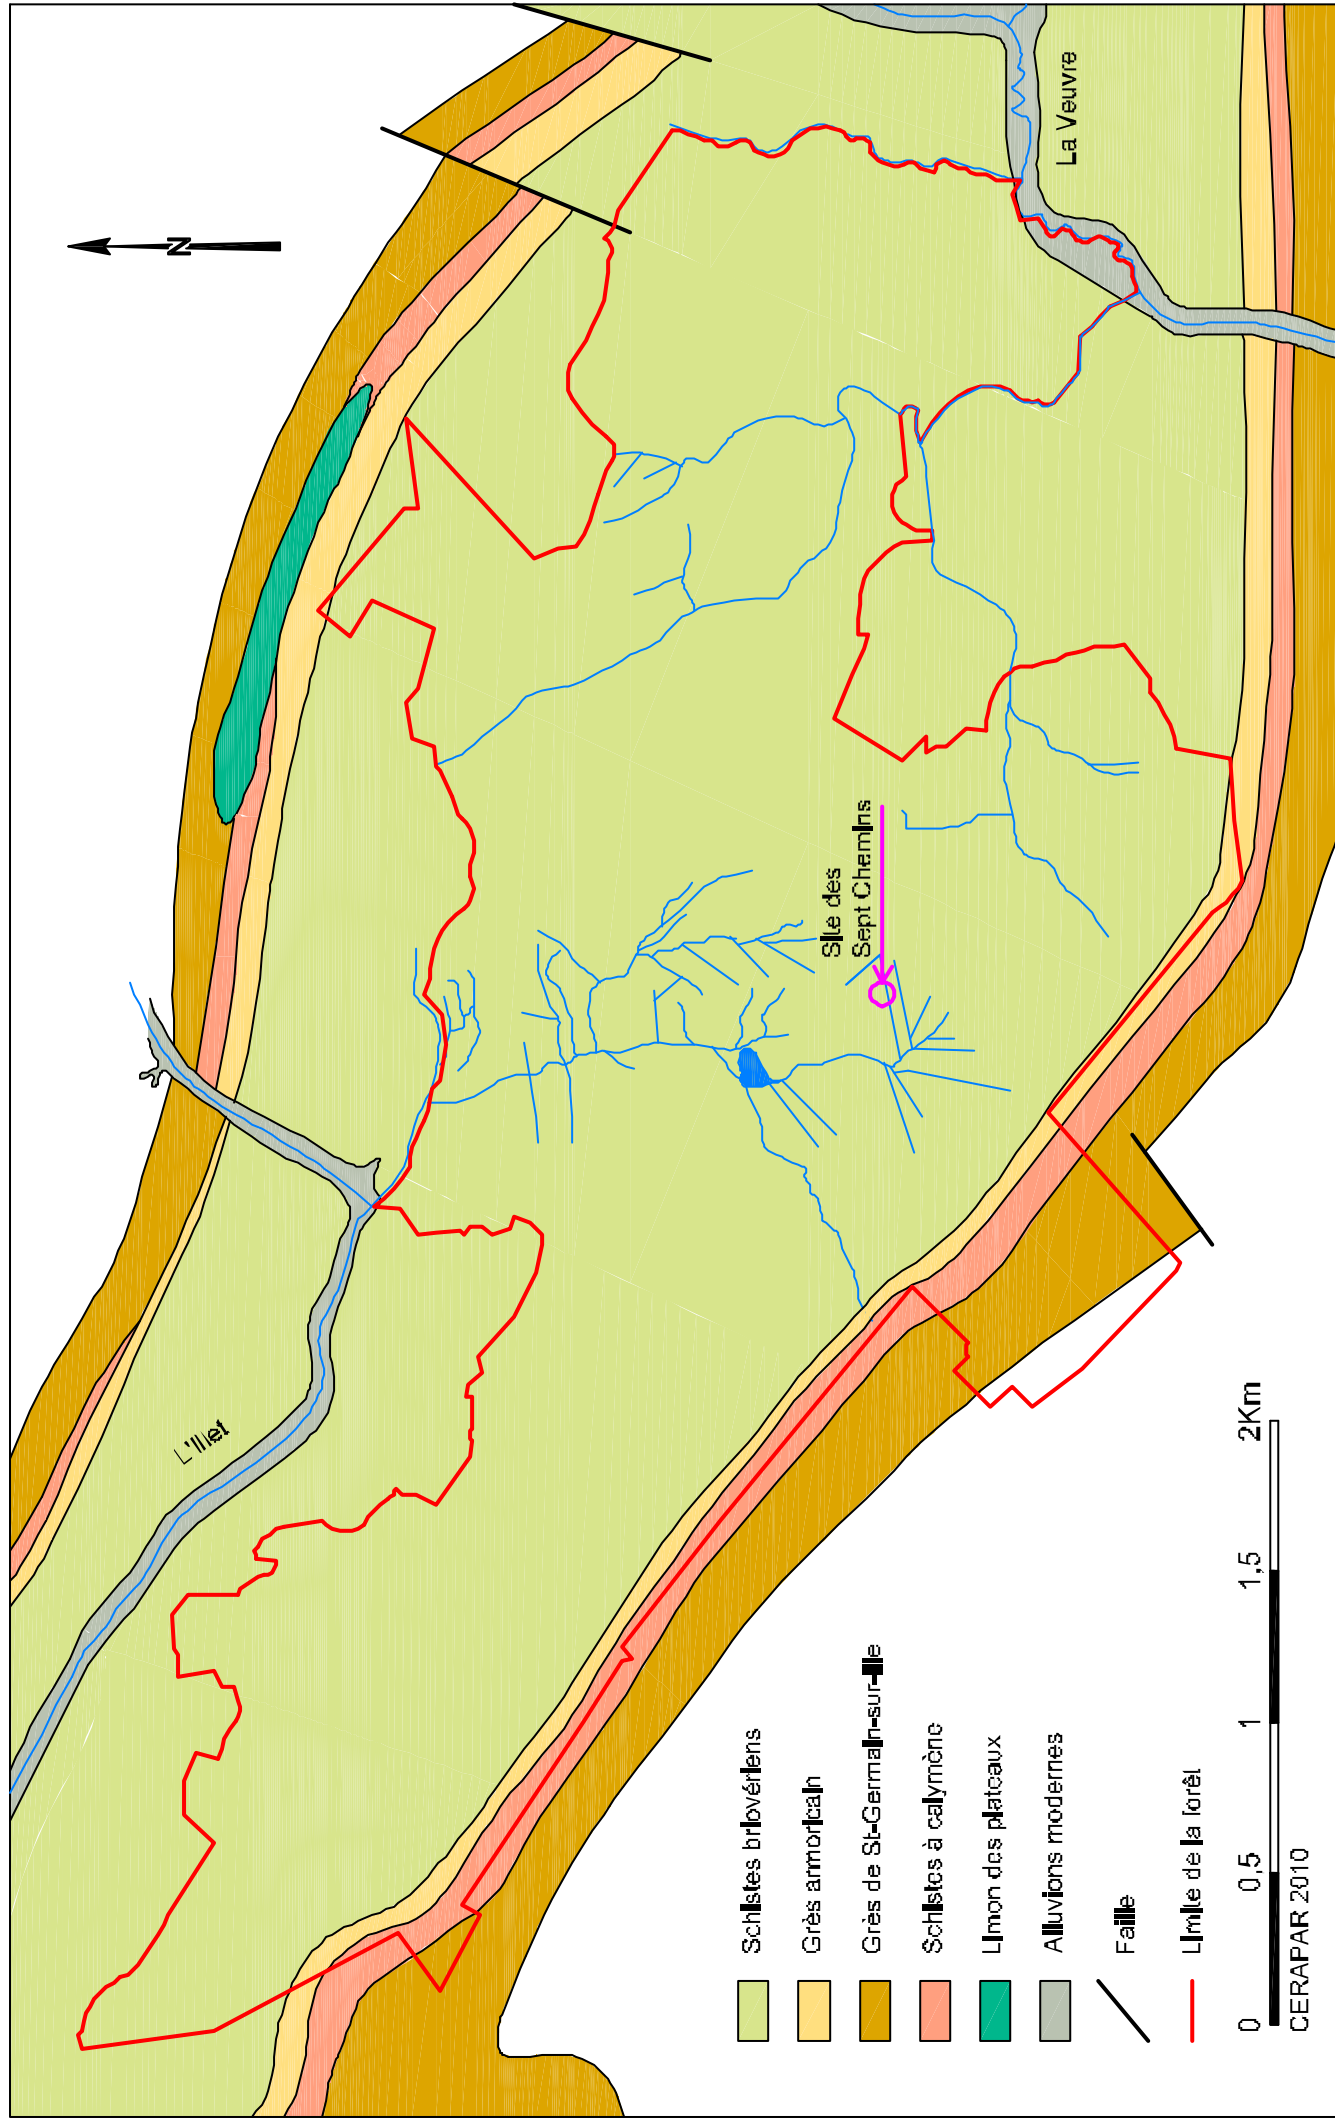 N
La Veuvre
Site des
Sept Chemins
L'Illet
Schistes briovériens
Grès armoricain
Grès de St-Germain-sur-Ille
Schistes à calymène
Limon des plateaux
Alluvions modernes
Faille
Limite de la forêt
0 0,5 1 1,5 2Km
CERAPAR 2010